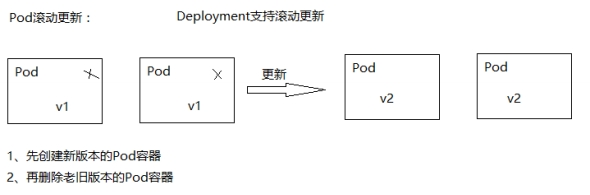 Pod滚动更新： Deployment支持滚动更新
Pod Pod 更新 Pod Pod
v1 v1 v2 v2
1、先创建新版本的Pod容器
2、再删除老旧版本的Pod容器